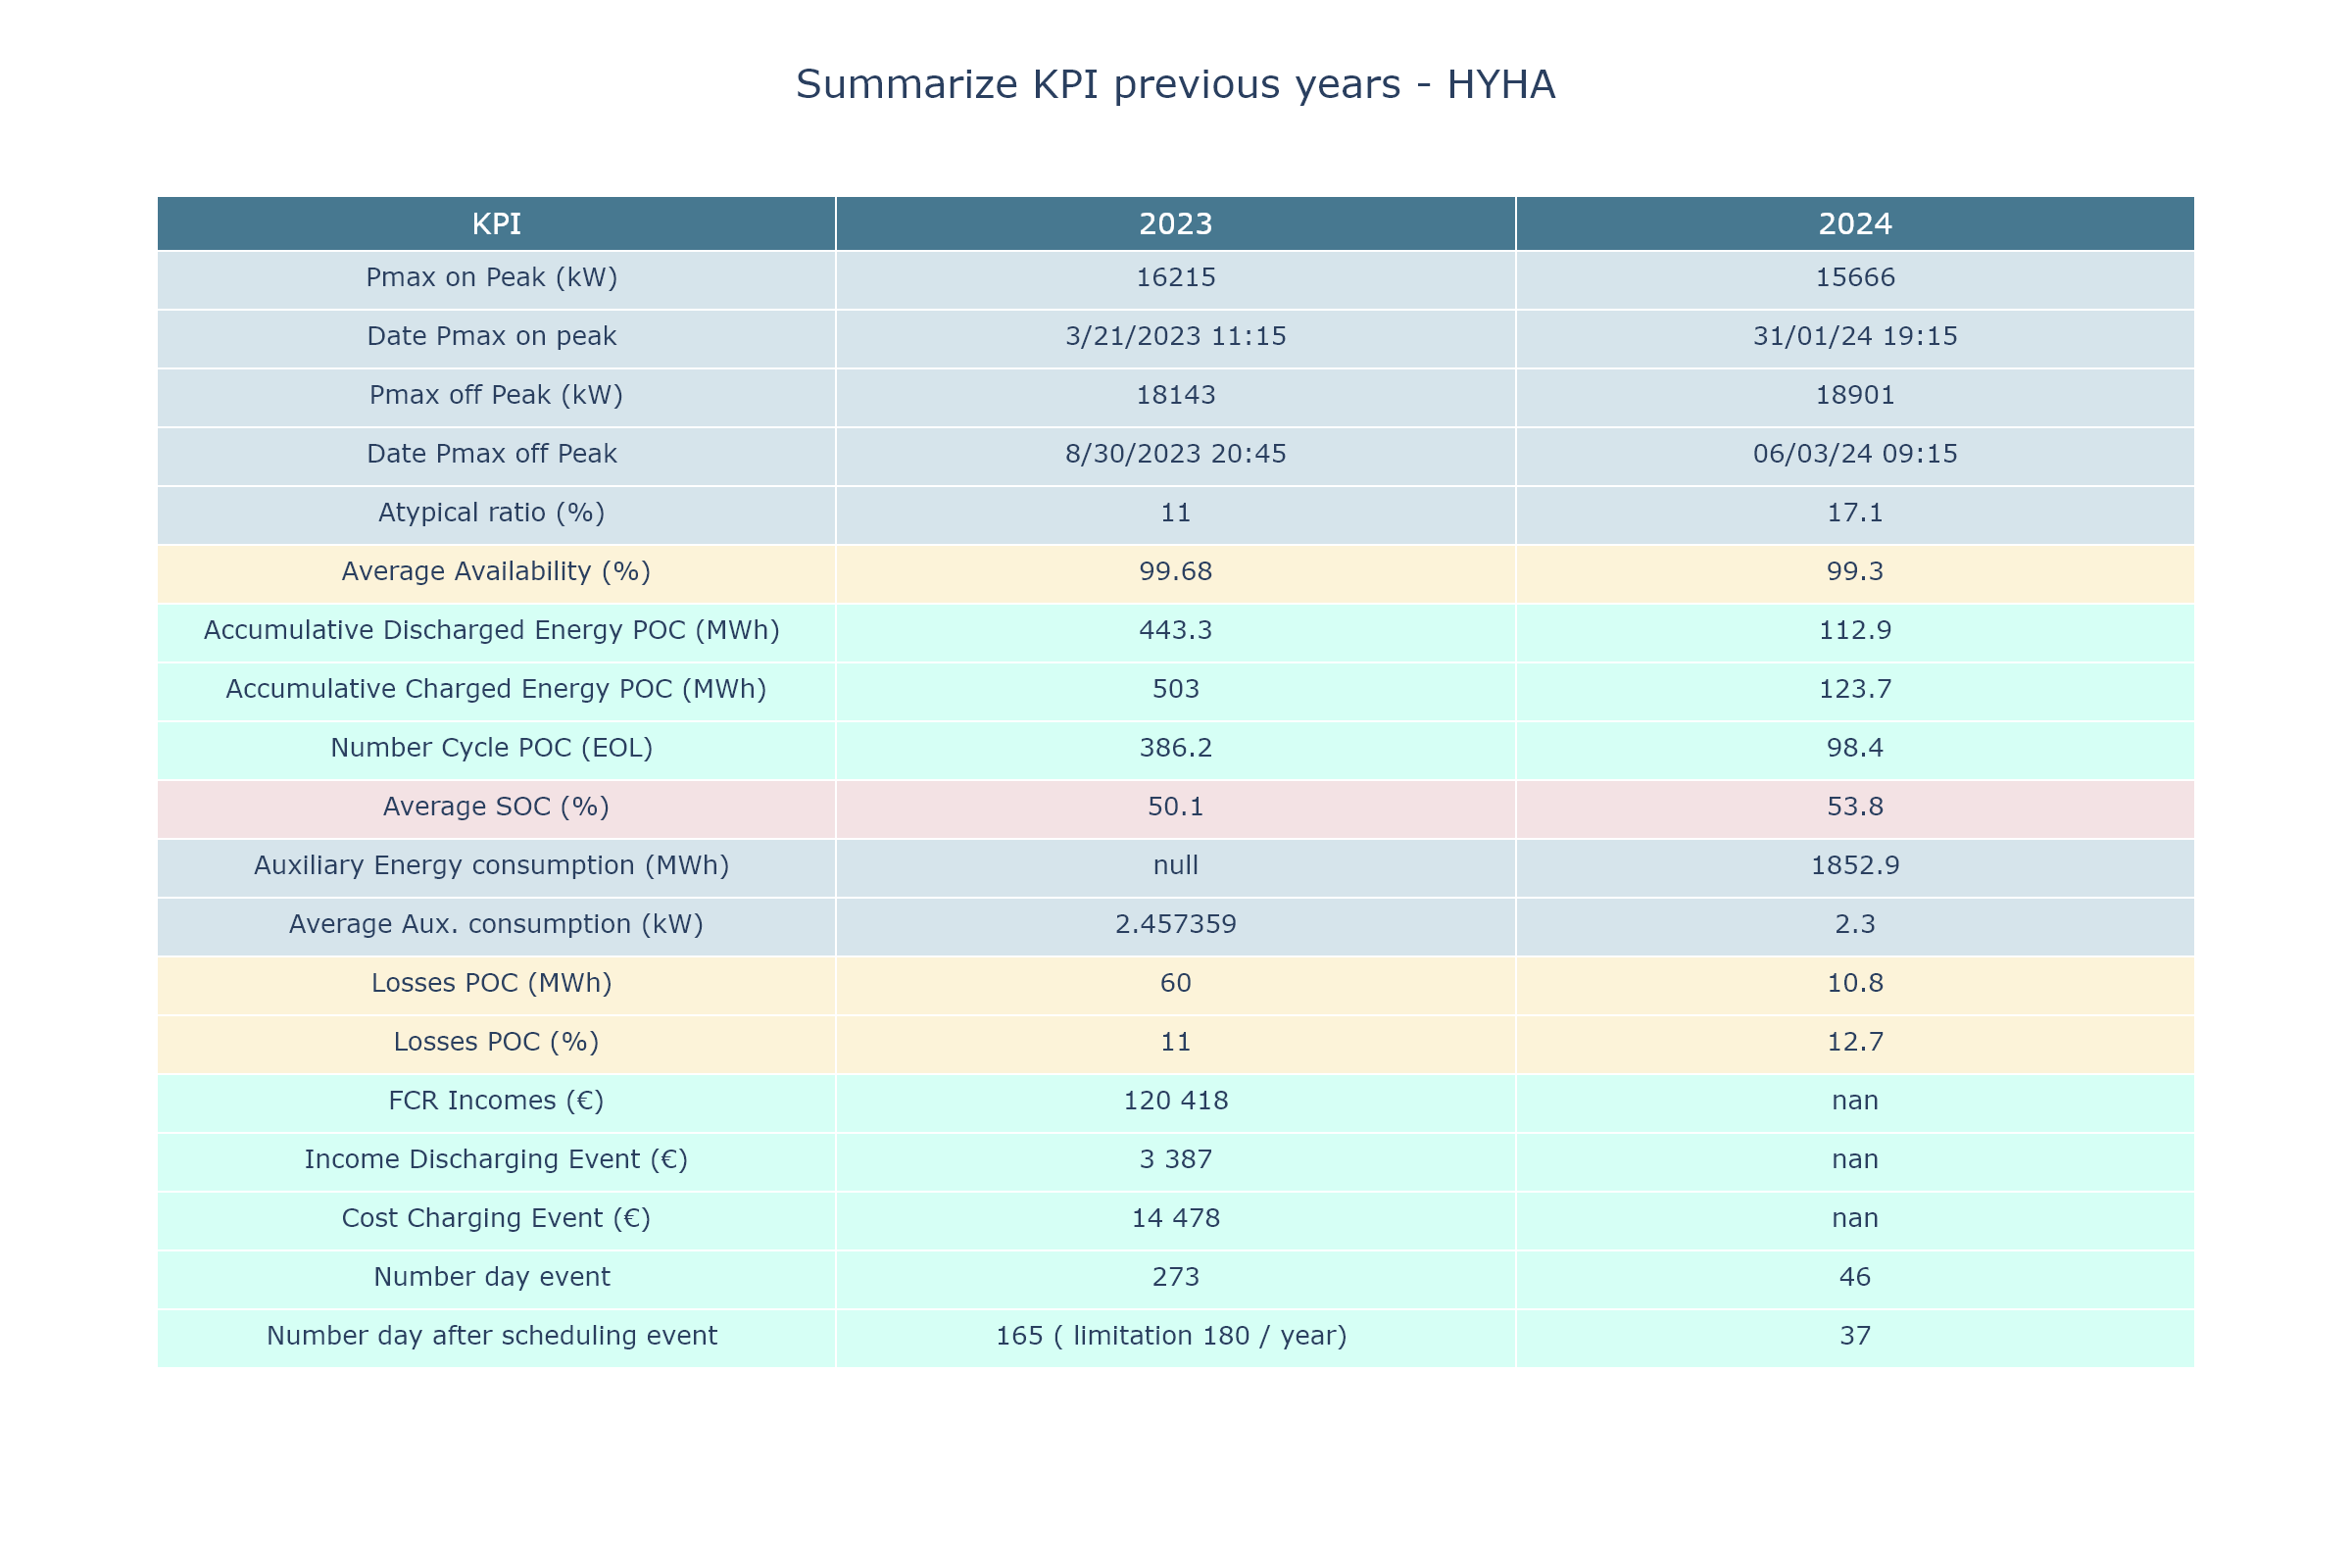 Summarize KPI previous years - HYHA
KPI 2023 2024
Pmax on Peak (kW) 16215 15666
Date Pmax on peak 3/21/2023 11:15 31/01/24 19:15
Pmax off Peak (kW) 18143 18901
Date Pmax off Peak 8/30/2023 20:45 06/03/24 09:15
Atypical ratio (%) 11 17.1
Average Availability (%) 99.68 99.3
Accumulative Discharged Energy POC (MWh) 443.3 112.9
Accumulative Charged Energy POC (MWh) 503 123.7
Number Cycle POC (EOL) 386.2 98.4
Average SOC (%) 50.1 53.8
Auxiliary Energy consumption (MWh) null 1852.9
Average Aux. consumption (kW) 2.457359 2.3
Losses POC (MWh) 60 10.8
Losses POC (%) 11 12.7
FCR Incomes (€) 120 418 nan
Income Discharging Event (€) 3 387 nan
Cost Charging Event (€) 14 478 nan
Number day event 273 46
Number day after scheduling event 165 ( limitation 180 / year) 37